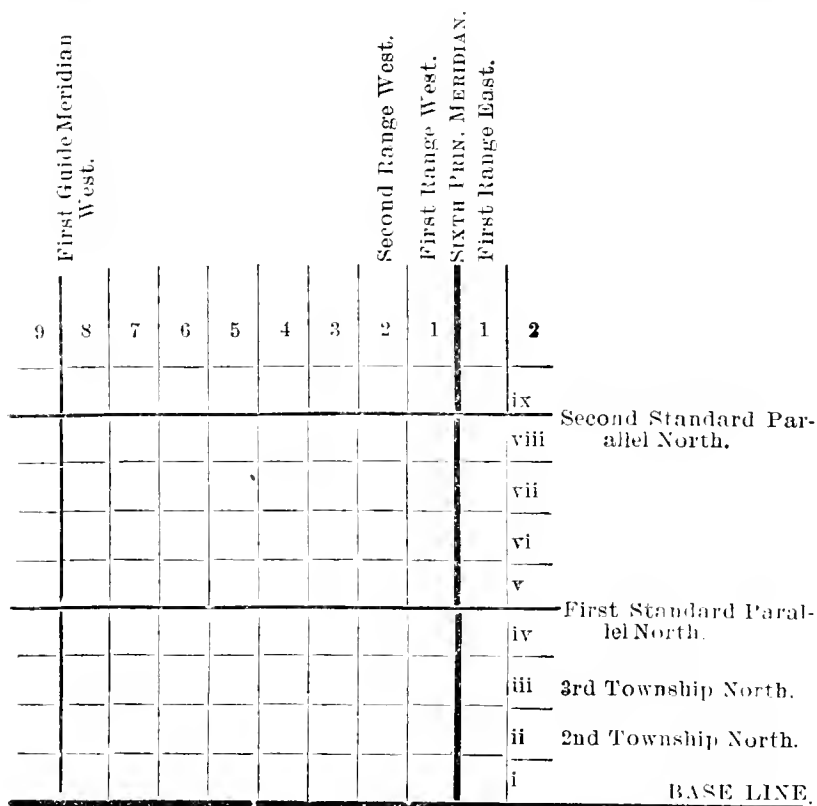 First Guide Meridian
West.
Second Range West.
First Range West.
SIXTH PRIN. MERIDIAN.
First Range East.
9 8 7 6 5 4 3 2 1 1 2
ix
Second Standard Par-
allel North.
viii
vii
vi
v
First Standard Paral-
lel North.
iv
iii 3rd Township North.
ii 2nd Township North.
i
BASE LINE.